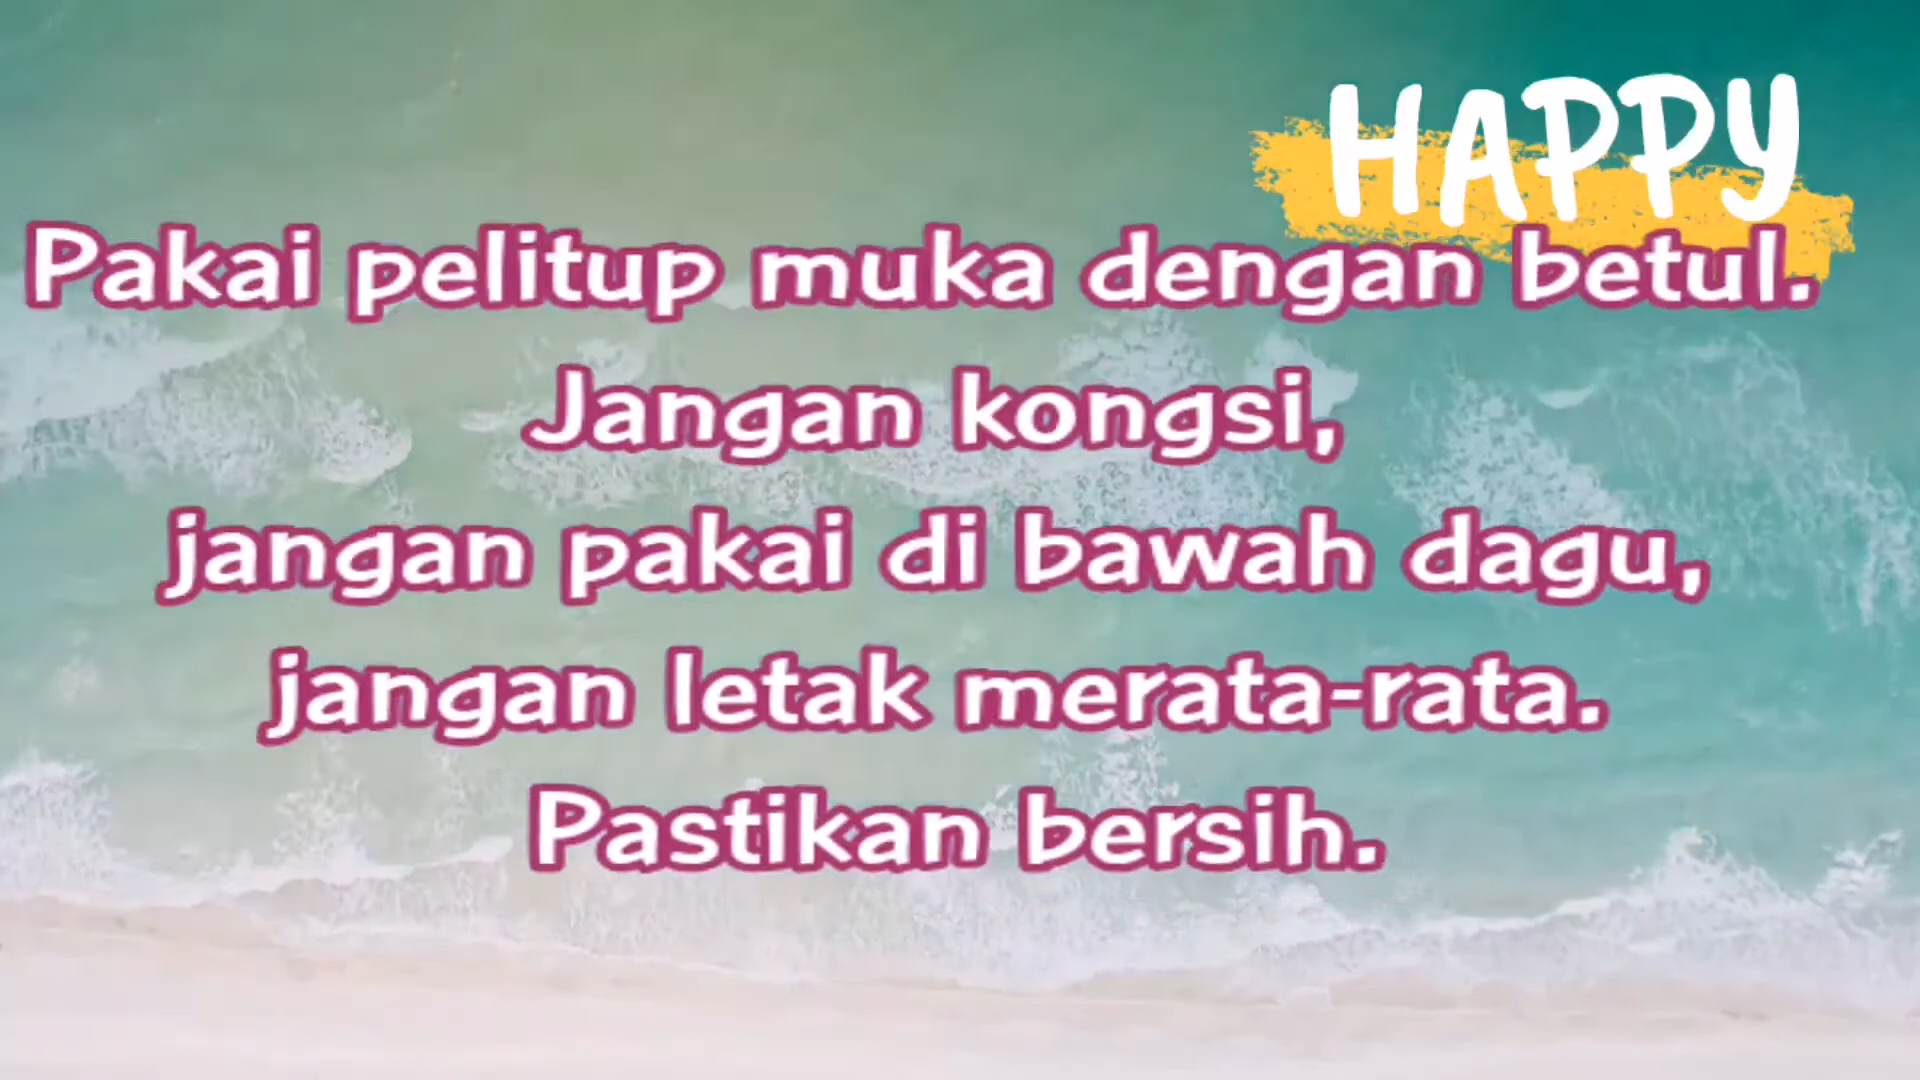 HAPPY
Pakai pelitup muka dengan betul.
Jangan kongsi,
jangan pakai di bawah dagu,
jangan letak merata-rata.
Pastikan bersih.